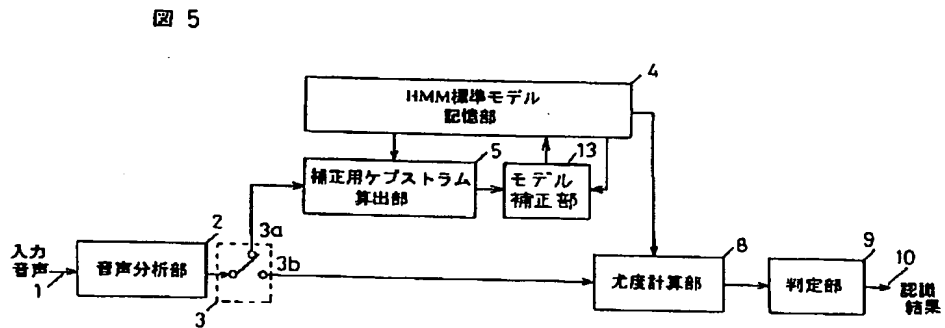 図 5
4
HMM標準モデル
記憶部
5
13
補正用ケプストラム
算出部
モデル
補正部
2
3a
3b
入力
音声
1
音声分析部
3
8
尤度計算部
9
判定部
10
認識
結果